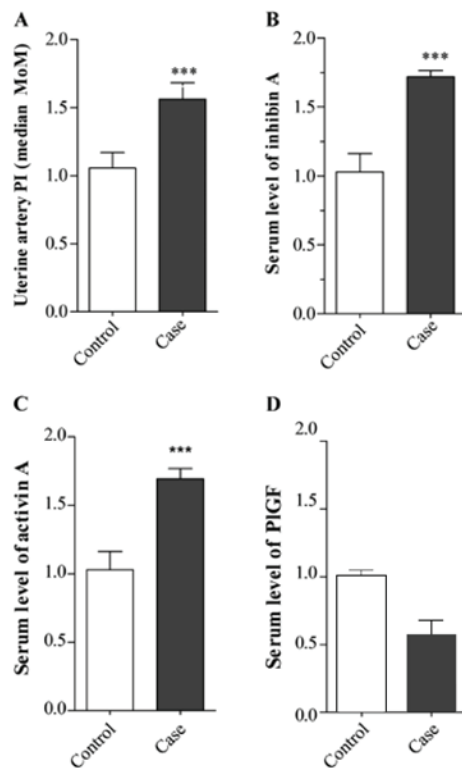 A
Uterine artery PI (median MoM)
2.0
1.5
1.0
0.5
0.0
***
Control
Case
B
Serum level of inhibin A
2.0
1.5
1.0
0.5
0.0
***
Control
Case
C
Serum level of activin A
2.0
1.5
1.0
0.5
0.0
***
Control
Case
D
Serum level of PlGF
2.0
1.5
1.0
0.5
0.0
Control
Case